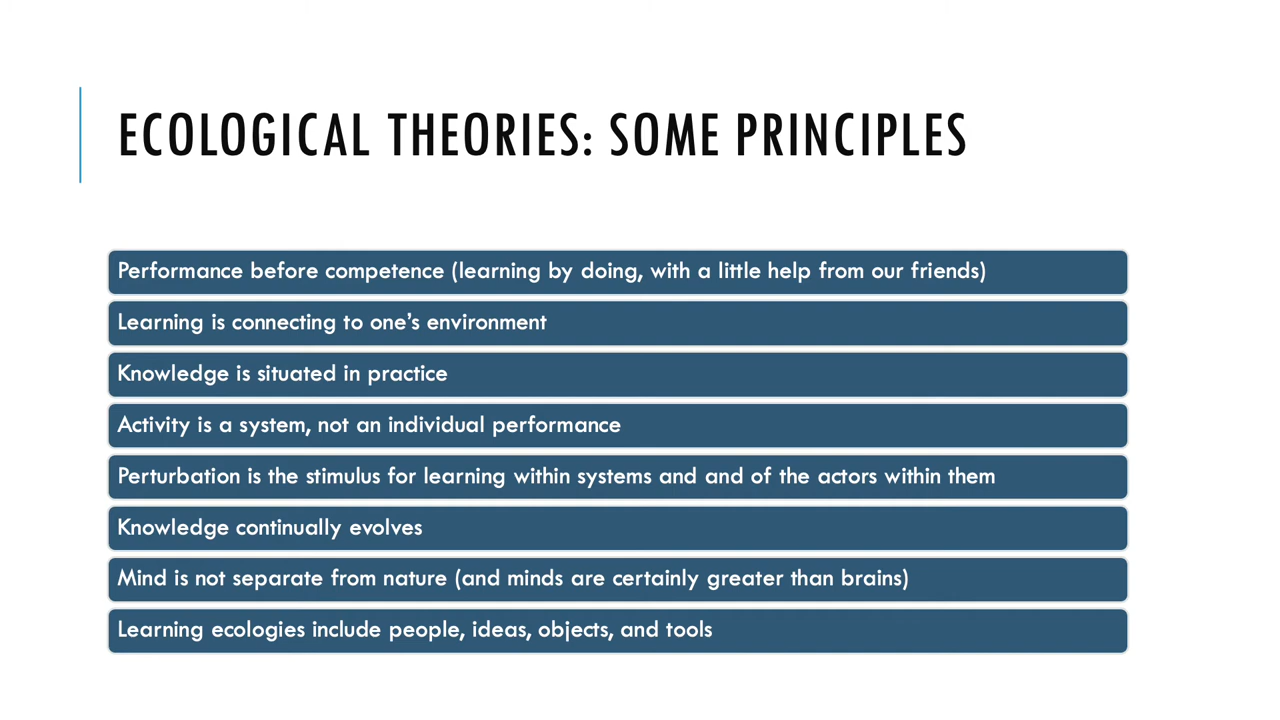 ECOLOGICAL THEORIES: SOME PRINCIPLES
Performance before competence (learning by doing, with a little help from our friends)
Learning is connecting to one’s environment
Knowledge is situated in practice
Activity is a system, not an individual performance
Perturbation is the stimulus for learning within systems and and of the actors within them
Knowledge continually evolves
Mind is not separate from nature (and minds are certainly greater than brains)
Learning ecologies include people, ideas, objects, and tools